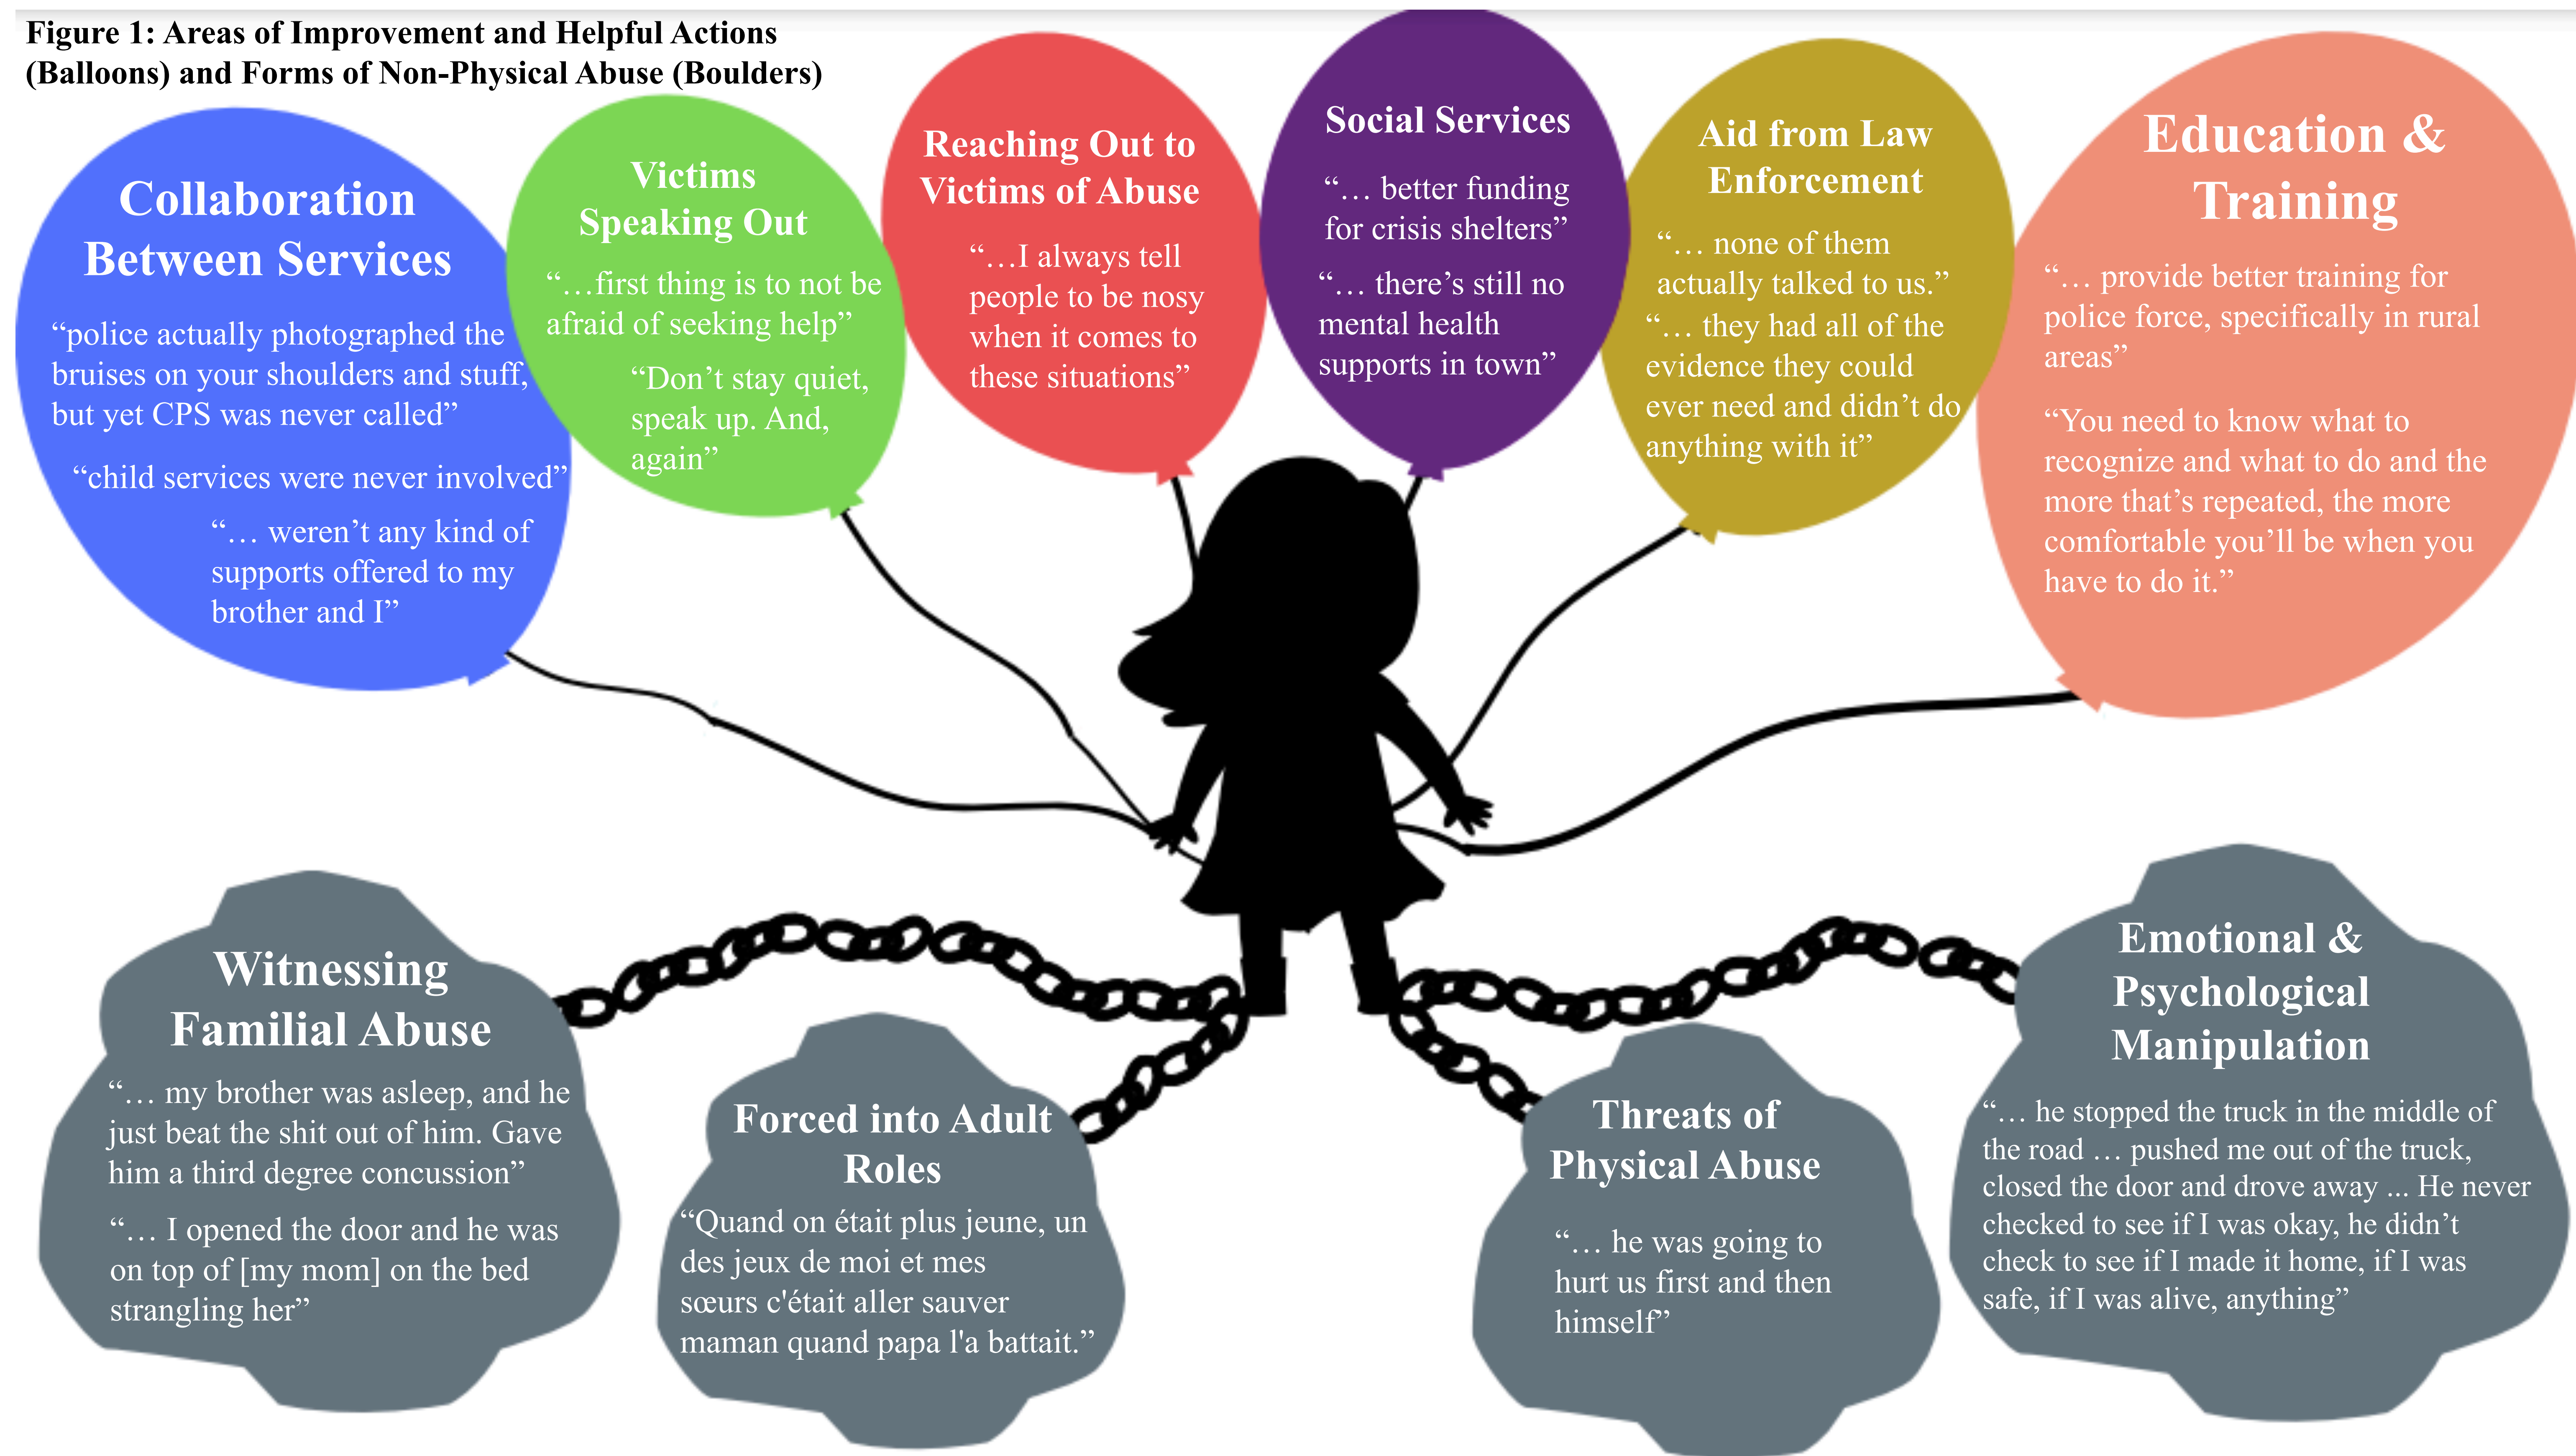 Figure 1: Areas of Improvement and Helpful Actions
(Balloons) and Forms of Non-Physical Abuse (Boulders)
Collaboration
Between Services
“police actually photographed the
bruises on your shoulders and stuff,
but yet CPS was never called”
“child services were never involved”
“… weren’t any kind of
supports offered to my
brother and I”
Victims
Speaking Out
“…first thing is to not be
afraid of seeking help”
“Don’t stay quiet,
speak up. And,
again”
Reaching Out to
Victims of Abuse
“…I always tell
people to be nosy
when it comes to
these situations”
Social Services
“… better funding
for crisis shelters”
“… there’s still no
mental health
supports in town”
Aid from Law
Enforcement
“… none of them
actually talked to us.”
“… they had all of the
evidence they could
ever need and didn’t do
anything with it”
Education &
Training
“… provide better training for
police force, specifically in rural
areas”
“You need to know what to
recognize and what to do and the
more that’s repeated, the more
comfortable you’ll be when you
have to do it.”
Witnessing
Familial Abuse
“… my brother was asleep, and he
just beat the shit out of him. Gave
him a third degree concussion”
“… I opened the door and he was
on top of [my mom] on the bed
strangling her”
Forced into Adult
Roles
“Quand on était plus jeune, un
des jeux de moi et mes
sœurs c'était aller sauver
maman quand papa l'a battait.”
Threats of
Physical Abuse
“… he was going to
hurt us first and then
himself”
Emotional &
Psychological
Manipulation
“… he stopped the truck in the middle of
the road … pushed me out of the truck,
closed the door and drove away ... He never
checked to see if I was okay, he didn’t
check to see if I made it home, if I was
safe, if I was alive, anything”